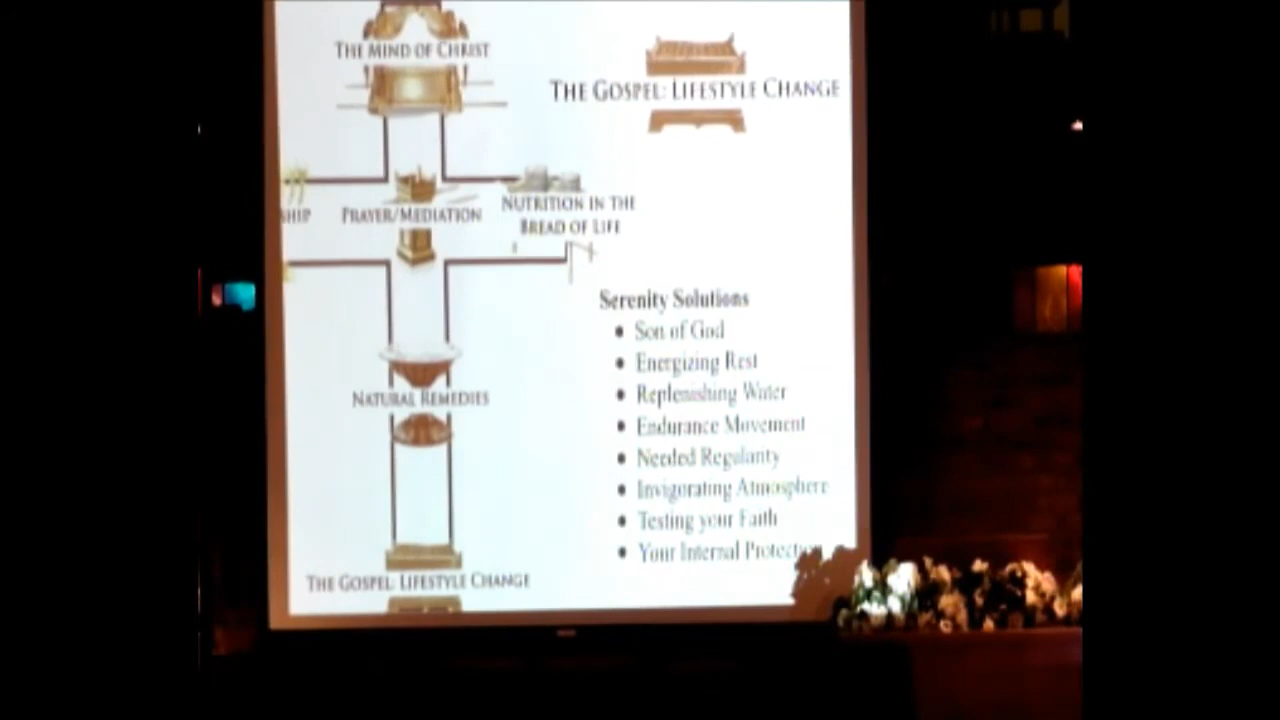 THE MIND OF CHRIST
THE GOSPEL: LIFESTYLE CHANGE
SHIP
PRAYER/MEDIATION
NUTRITION IN THE
BREAD OF LIFE
Serenity Solutions
• Son of God
• Energizing Rest
• Replenishing Water
• Endurance Movement
• Needed Regularity
• Invigorating Atmosphere
• Testing your Faith
• Your Internal Protection
NATURAL REMEDIES
THE GOSPEL: LIFESTYLE CHANGE